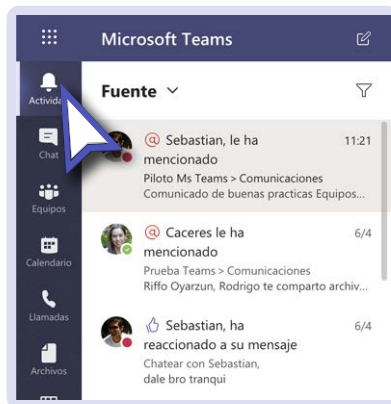 Microsoft Teams
Activida
Chat
Equipos
Calendario
Llamadas
Archivos
Fuente
@ Sebastian, le ha 11:21
mencionado
Piloto Ms Teams > Comunicaciones
Comunicado de buenas practicas Equipos...
@ Caceres le ha 6/4
mencionado
Prueba Teams > Comunicaciones
Riffo Oyarzun, Rodrigo te comparto archiv...
Sebastian, ha 6/4
reaccionado a su mensaje
Chatear con Sebastian,
dale bro tranqui